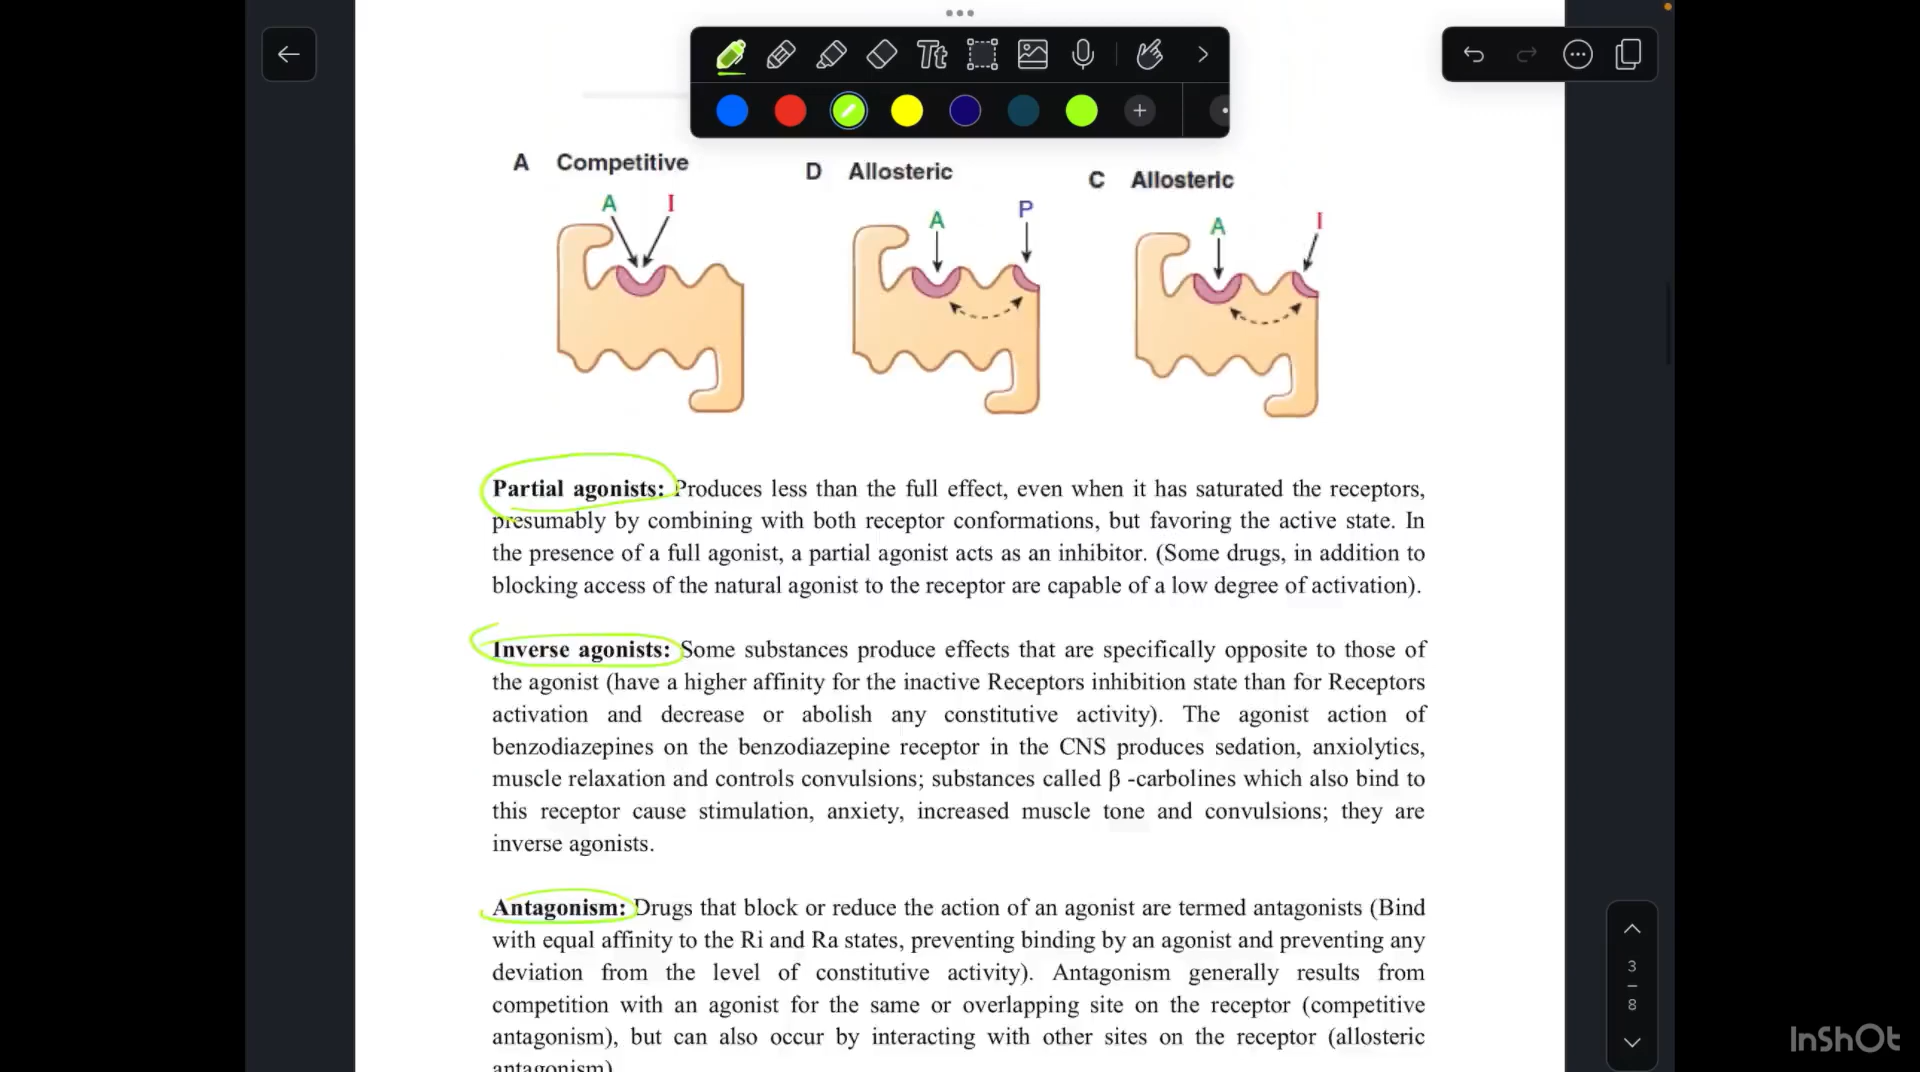 Tt
A Competitive
D Allosteric
C Allosteric
A I
A P
A I
Partial agonists: Produces less than the full effect, even when it has saturated the receptors,
presumably by combining with both receptor conformations, but favoring the active state. In
the presence of a full agonist, a partial agonist acts as an inhibitor. (Some drugs, in addition to
blocking access of the natural agonist to the receptor are capable of a low degree of activation).
Inverse agonists: Some substances produce effects that are specifically opposite to those of
the agonist (have a higher affinity for the inactive Receptors inhibition state than for Receptors
activation and decrease or abolish any constitutive activity). The agonist action of
benzodiazepines on the benzodiazepine receptor in the CNS produces sedation, anxiolytics,
muscle relaxation and controls convulsions; substances called β -carbolines which also bind to
this receptor cause stimulation, anxiety, increased muscle tone and convulsions; they are
inverse agonists.
Antagonism: Drugs that block or reduce the action of an agonist are termed antagonists (Bind
with equal affinity to the Ri and Ra states, preventing binding by an agonist and preventing any
deviation from the level of constitutive activity). Antagonism generally results from
competition with an agonist for the same or overlapping site on the receptor (competitive
antagonism), but can also occur by interacting with other sites on the receptor (allosteric
antagonism)
3
8
InShOt